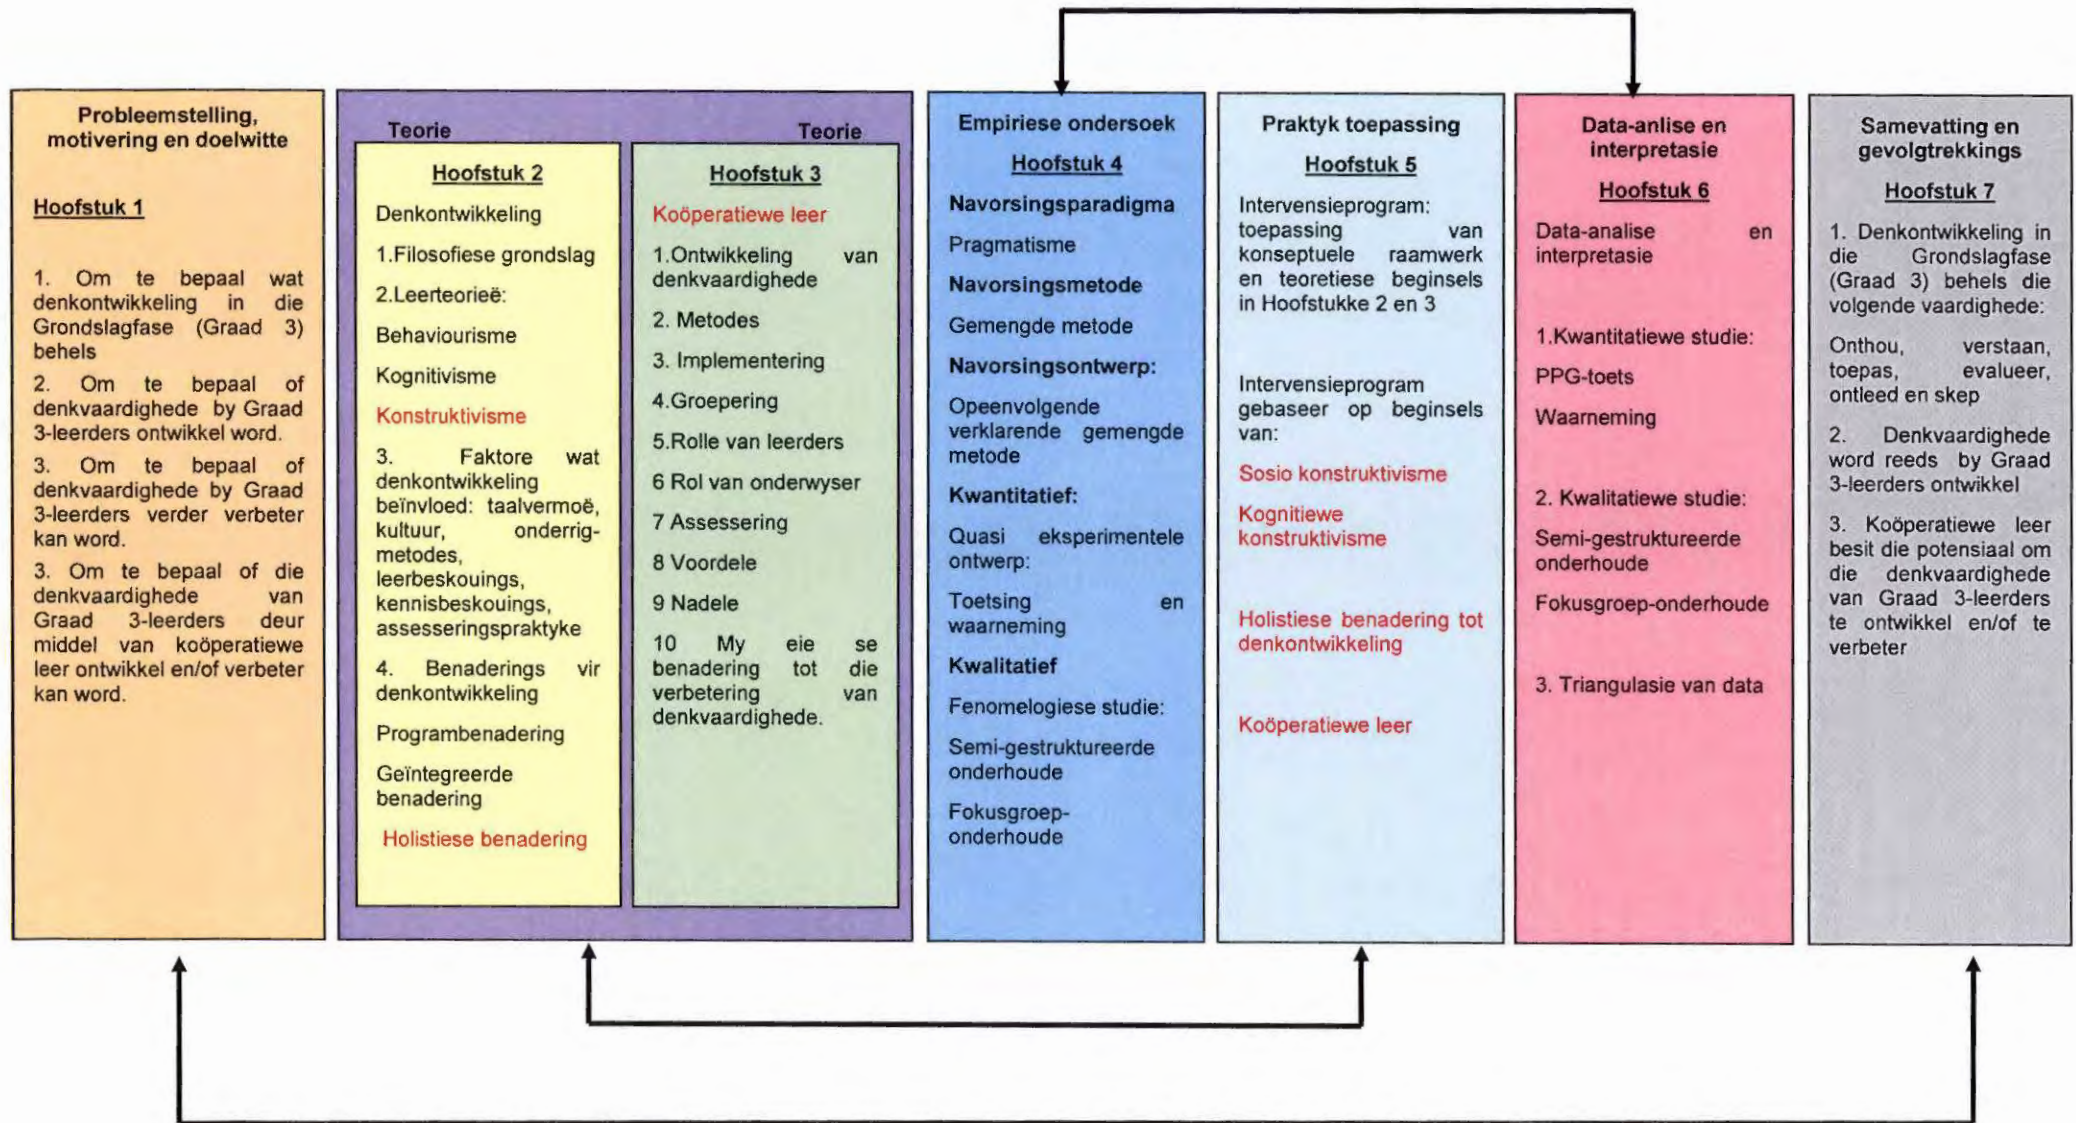 Probleemstelling,
motivering en doelwitte
Hoofstuk 1
1. Om te bepaal wat
denkontwikkeling in die
Grondslagfase (Graad 3)
behels
2. Om te bepaal of
denkvaardighede by Graad
3-leerders ontwikkel word.
3. Om te bepaal of
denkvaardighede by Graad
3-leerders verder verbeter
kan word.
3. Om te bepaal of die
denkvaardighede van
Graad 3-leerders deur
middel van koöperatiewe
leer ontwikkel en/of verbeter
kan word.
Teorie
Teorie
Hoofstuk 2
Denkontwikkeling
1.Filosofiese grondslag
2.Leerteorieë:
Behaviourisme
Kognitivisme
Konstruktivisme
3. Faktore wat
denkontwikkeling
beïnvloed: taalvermoë,
kultuur, onderrig-
metodes,
leerbeskouings,
kennisbeskouings,
assesseringspraktyke
4. Benaderings vir
denkontwikkeling
Programbenadering
Geïntegreerde
benadering
Holistiese benadering
Hoofstuk 3
Koöperatiewe leer
1.Ontwikkeling van
denkvaardighede
2. Metodes
3. Implementering
4.Groepering
5.Rolle van leerders
6 Rol van onderwyser
7 Assessering
8 Voordele
9 Nadele
10 My eie se
benadering tot die
verbetering van
denkvaardighede.
Empiriese ondersoek
Hoofstuk 4
Navorsingsparadigma
Pragmatisme
Navorsingsmetode
Gemengde metode
Navorsingsontwerp:
Opeenvolgende
verklarende gemengde
metode
Kwantitatief:
Quasi eksperimentele
ontwerp:
Toetsing en
waarneming
Kwalitatief
Fenomelogiese studie:
Semi-gestruktureerde
onderhoude
Fokusgroep-
onderhoude
Praktyk toepassing
Hoofstuk 5
Intervensieprogram:
toepassing van
konseptuele raamwerk
en teoretiese beginsels
in Hoofstukke 2 en 3
Intervensieprogram
gebaseer op beginsels
van:
Sosio konstruktivisme
Kognitiewe
konstruktivisme
Holistiese benadering tot
denkontwikkeling
Koöperatiewe leer
Data-anlise en
interpretasie
Hoofstuk 6
Data-analise en
interpretasie
1.Kwantitatiewe studie:
PPG-toets
Waarneming
2. Kwalitatiewe studie:
Semi-gestruktureerde
onderhoude
Fokusgroep-onderhoude
3. Triangulasie van data
Samevatting en
gevolgtrekkings
Hoofstuk 7
1. Denkontwikkeling in
die Grondslagfase
(Graad 3) behels die
volgende vaardighede:
Onthou, verstaan,
toepas, evalueer,
ontleed en skep
2. Denkvaardighede
word reeds by Graad
3-leerders ontwikkel
3. Koöperatiewe leer
besit die potensiaal om
die denkvaardighede
van Graad 3-leerders
te ontwikkel en/of te
verbeter